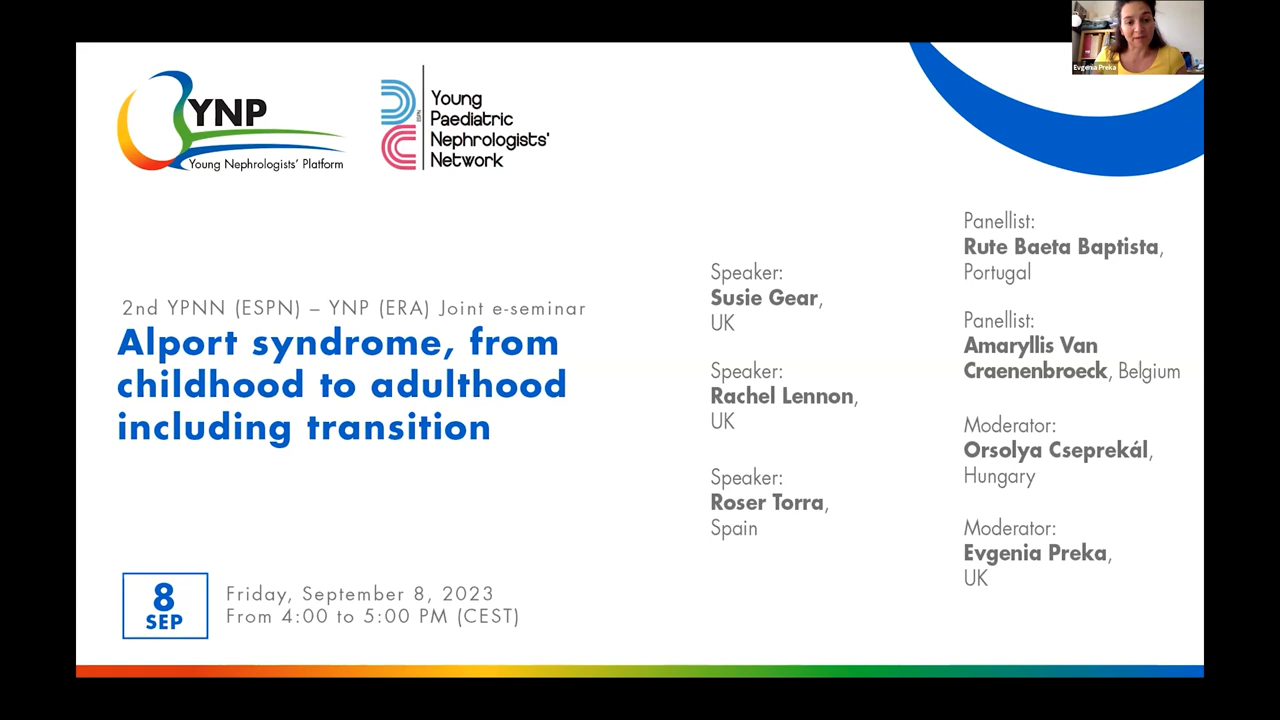 Evgenia Preka
YNP
Young Nephrologists' Platform
ESPN
Young
Paediatric
Nephrologists'
Network
2nd YPNN (ESPN) – YNP (ERA) Joint e-seminar
Alport syndrome, from
childhood to adulthood
including transition
8
SEP
Friday, September 8, 2023
From 4:00 to 5:00 PM (CEST)
Speaker:
Susie Gear,
UK
Speaker:
Rachel Lennon,
UK
Speaker:
Roser Torra,
Spain
Panellist:
Rute Baeta Baptista,
Portugal
Panellist:
Amaryllis Van
Craenenbroeck, Belgium
Moderator:
Orsolya Cseprekál,
Hungary
Moderator:
Evgenia Preka,
UK